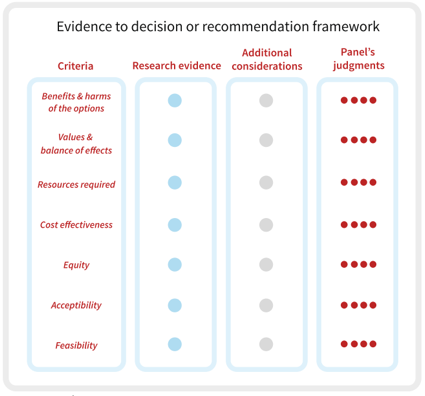 Evidence to decision or recommendation framework
Criteria
Research evidence
Additional
considerations
Panel's
judgments
Benefits & harms
of the options
Values &
balance of effects
Resources required
Cost effectiveness
Equity
Acceptibility
Feasibility